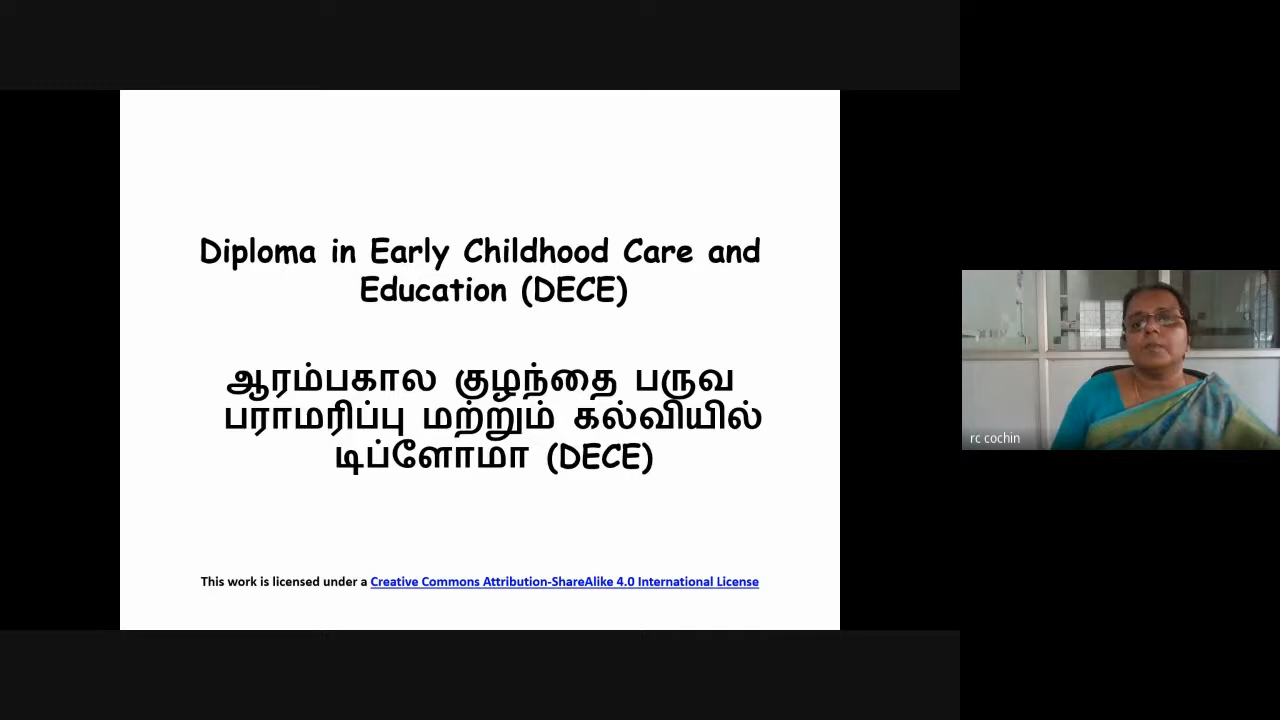 Diploma in Early Childhood Care and
Education (DECE)
ஆரம்பகால குழந்தை பருவ
பராமரிப்பு மற்றும் கல்வியில்
டிப்ளோமா (DECE)
This work is licensed under a Creative Commons Attribution-ShareAlike 4.0 International License
rc cochin